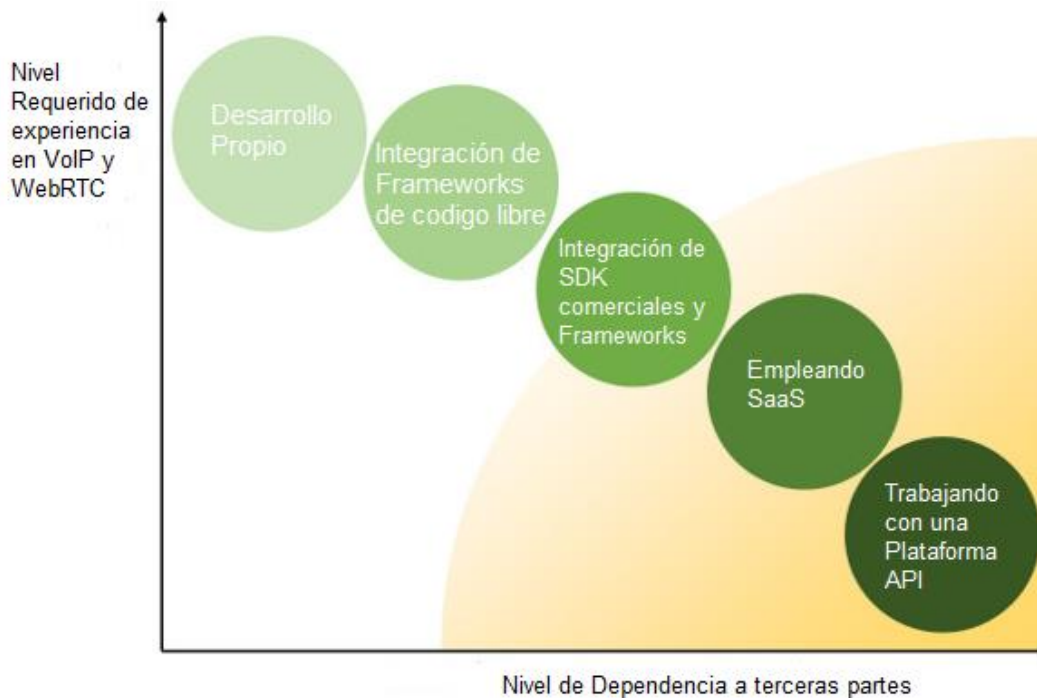 Nivel
Requerido de
experiencia
en VoIP y
WebRTC
Desarrollo
Propio
Integración de
Frameworks
de codigo libre
Integración de
SDK
comerciales y
Frameworks
Empleando
SaaS
Trabajando
con una
Plataforma
API
Nivel de Dependencia a terceras partes